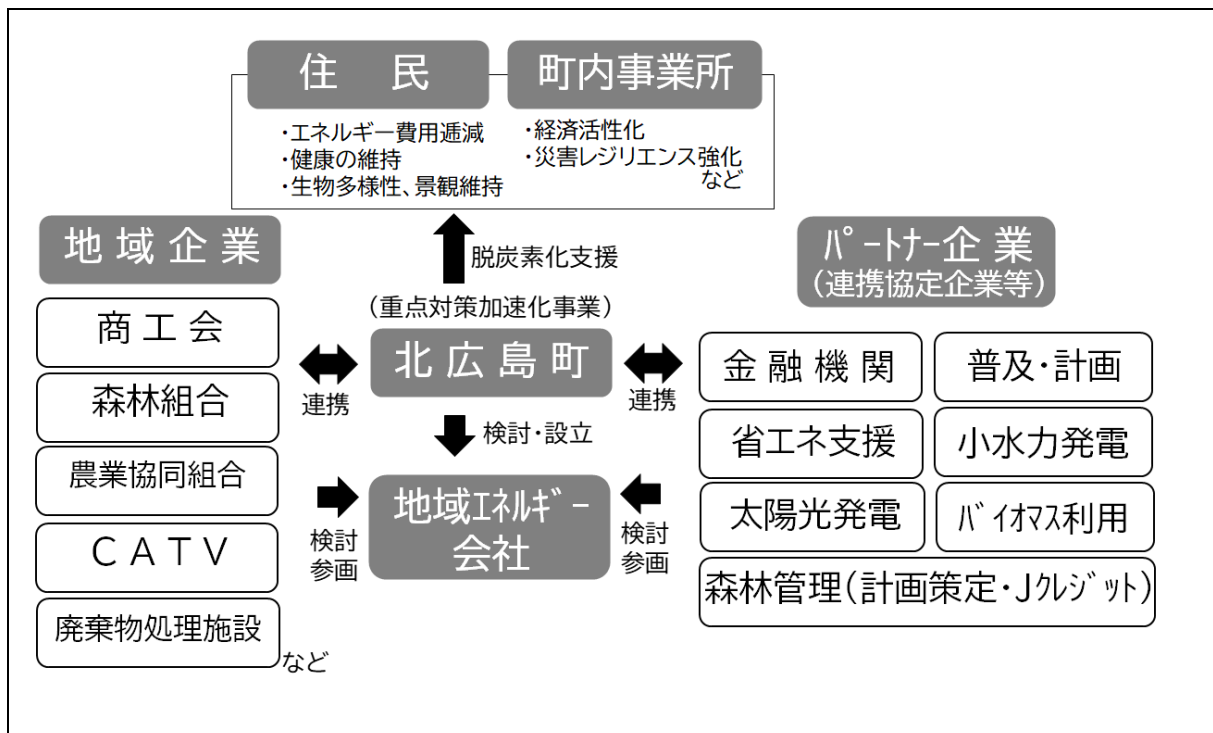 住　民
町内事業所
・エネルギー費用逓減
・健康の維持
・生物多様性、景観維持
・経済活性化
・災害レジリエンス強化
など
脱炭素化支援
(重点対策加速化事業)
地域企業
商工会
森林組合
農業協同組合
CATV
廃棄物処理施設
など
連携
北広島町
連携
検討・設立
検討
参画
地域ｴﾈﾙｷﾞｰ
会社
検討
参画
ﾊﾟｰﾄﾅｰ企業
(連携協定企業等)
金融機関
普及・計画
省エネ支援
小水力発電
太陽光発電
ﾊﾞｲｵﾏｽ利用
森林管理(計画策定・Jｸﾚｼﾞｯﾄ)